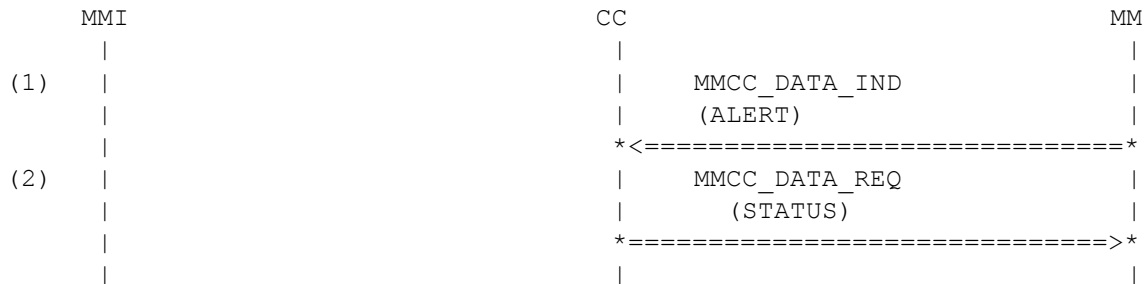 MMI CC MM
| | |
(1) | | MMCC_DATA_IND |
| | (ALERT) |
| *<==============================*
(2) | | MMCC_DATA_REQ |
| | (STATUS) |
| *==============================>*
| | |